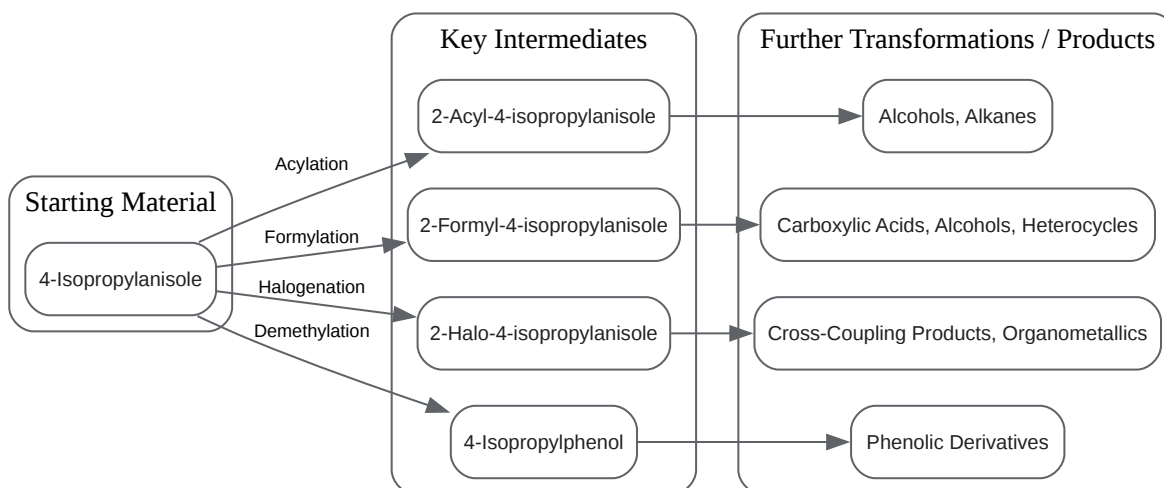 Key Intermediates
Further Transformations / Products
2-Acyl-4-isopropylanisole
Alcohols, Alkanes
Acylation
Starting Material
2-Formyl-4-isopropylanisole
Carboxylic Acids, Alcohols, Heterocycles
Formylation
4-Isopropylanisole
Halogenation
2-Halo-4-isopropylanisole
Cross-Coupling Products, Organometallics
Demethylation
4-Isopropylphenol
Phenolic Derivatives